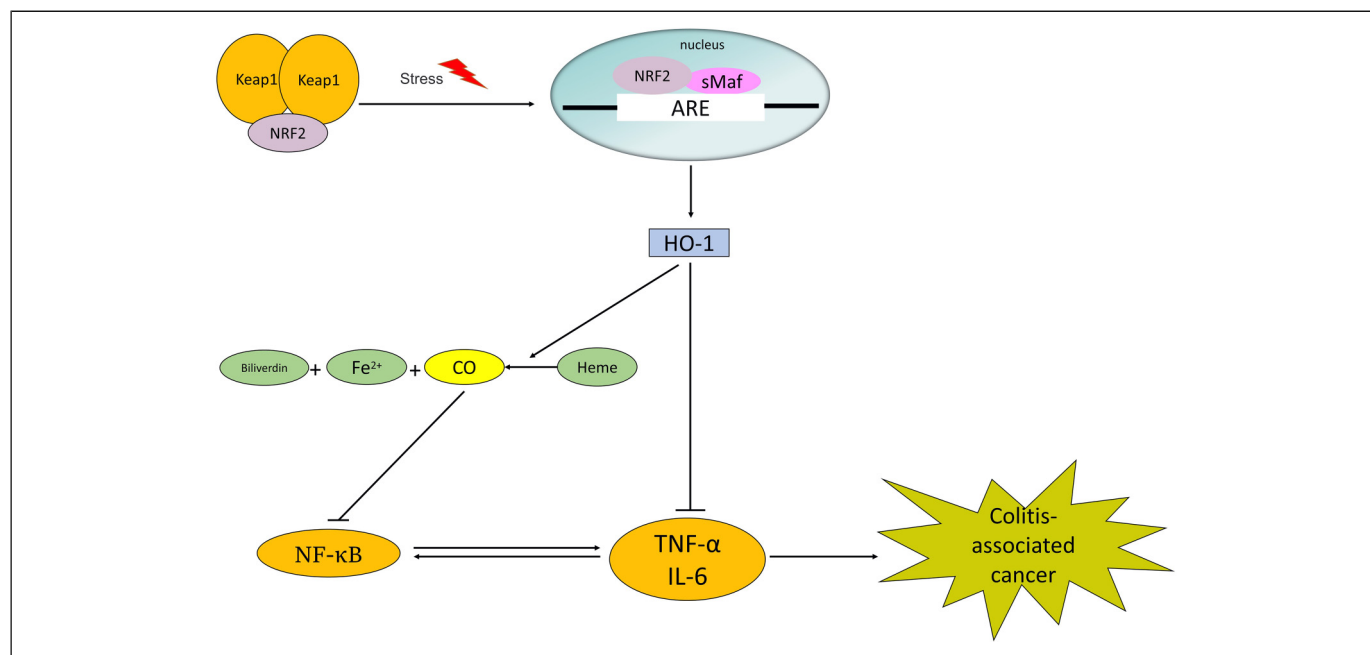 nucleus
Keap1 Keap1
Stress
NRF2
sMaf
NRF2
ARE
HO-1
Biliverdin + Fe²⁺ + CO
Heme
NF-κB
TNF-α
IL-6
Colitis-
associated
cancer